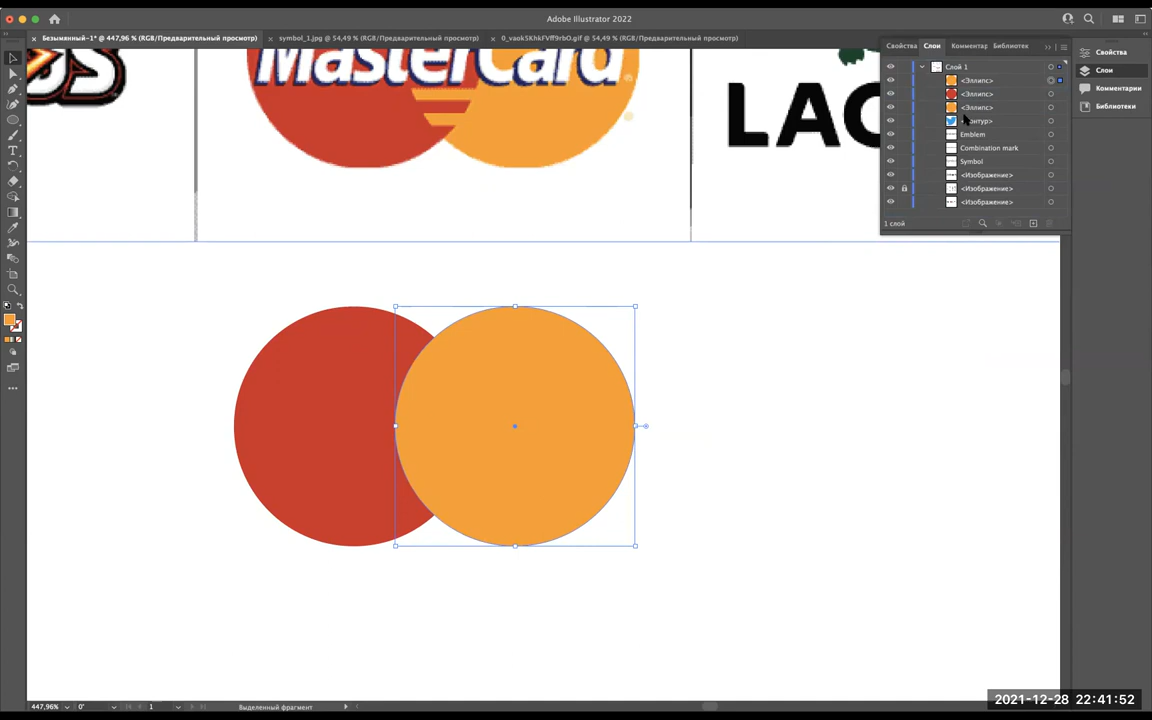 Adobe Illustrator 2022
× Безымянный-1* @ 447,96 % (RGB/Предварительный просмотр)
× symbol_1.jpg @ 54,49 % (RGB/Предварительный просмотр)
× 0_vaok5KhkFVff9rbO.gif @ 54,49 % (RGB/Предварительный просмотр)
Свойства Слои Комментар Библиотек
Слой 1
<Эллипс>
<Эллипс>
<Эллипс>
Emblem
Combination mark
Symbol
<Изображение>
<Изображение>
<Изображение>
1 слой
Свойства
Слои
Комментарии
Библиотеки
MasterCard
®
LAC
T
447,96%
0°
1
Выделенный фрагмент
2021-12-28 22:41:52